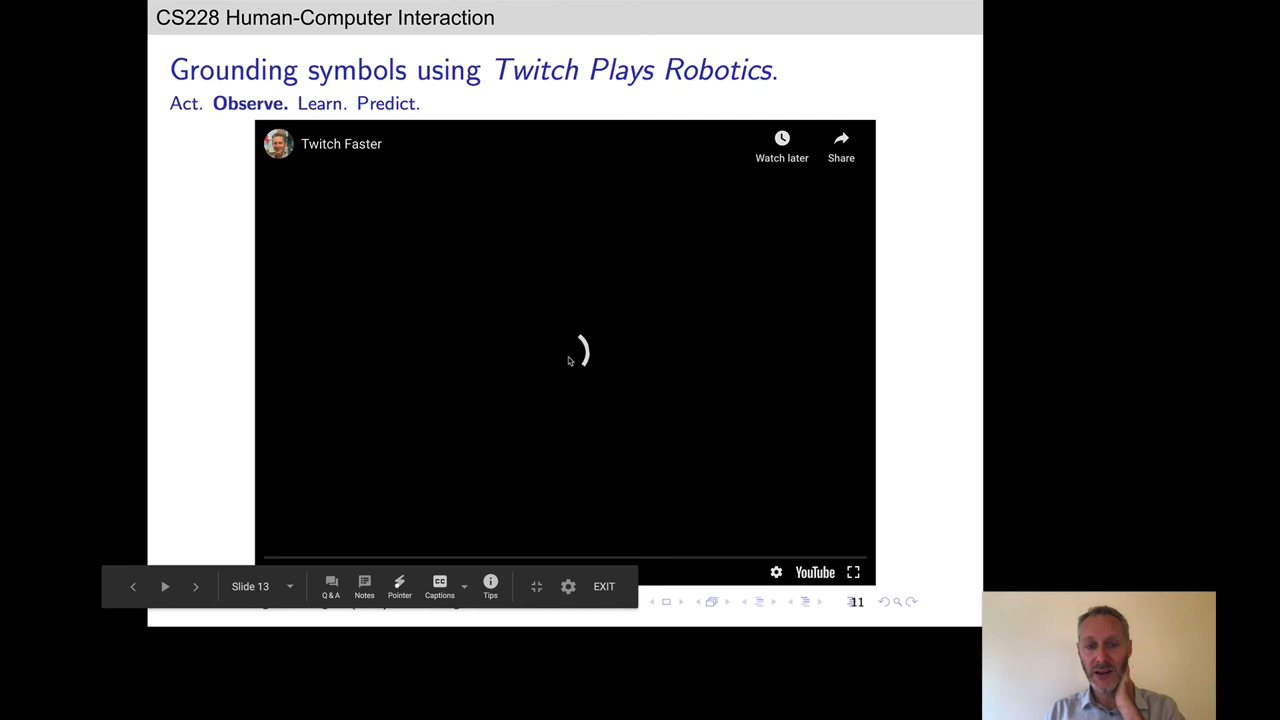 CS228 Human-Computer Interaction
Grounding symbols using Twitch Plays Robotics.
Act. Observe. Learn. Predict.
Twitch Faster
Watch later
Share
YouTube
Slide 13
Q & A
Notes
Pointer
CC
Captions
Tips
EXIT
11